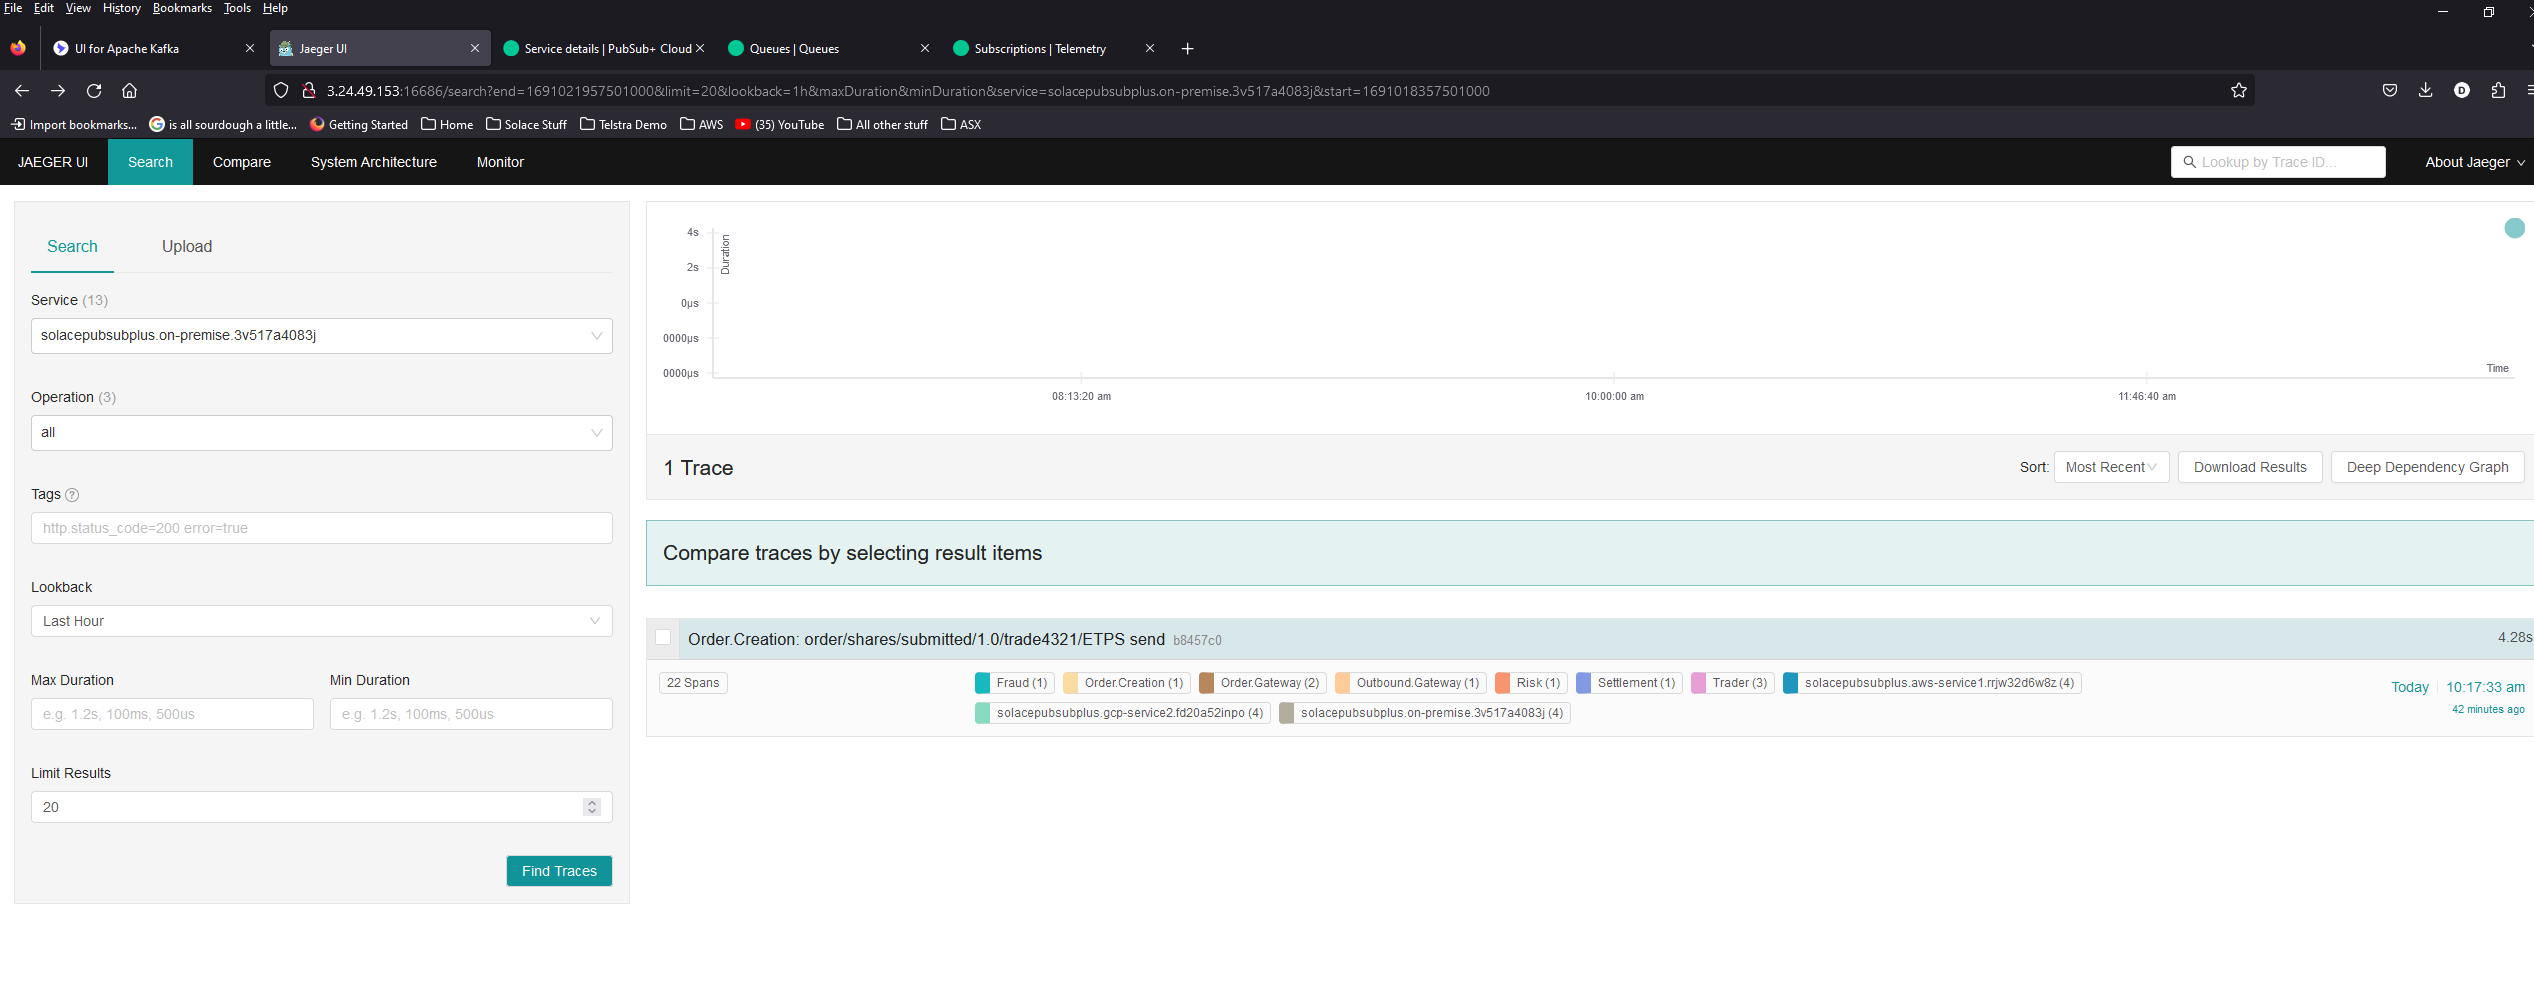 File Edit View History Bookmarks Tools Help
UI for Apache Kafka
Jaeger UI
Service details | PubSub+ Cloud
Queues | Queues
Subscriptions | Telemetry
3.24.49.153:16686/search?end=1691021957501000&limit=20&lookback=1h&maxDuration&minDuration&service=solacepubsubplus.on-premise.3v517a4083j&start=1691018357501000
D
Import bookmarks... is all sourdough a little... Getting Started Home Solace Stuff Telstra Demo AWS (35) YouTube All other stuff ASX
JAEGER UI Search Compare System Architecture Monitor
Lookup by Trace ID...
About Jaeger
Search Upload
Service (13)
solacepubsubplus.on-premise.3v517a4083j
Operation (3)
all
Tags ?
http.status_code=200 error=true
Lookback
Last Hour
Max Duration Min Duration
e.g. 1.2s, 100ms, 500us e.g. 1.2s, 100ms, 500us
Limit Results
20
Find Traces
Duration
4s
2s
0μs
0000μs
0000μs
Time
08:13:20 am 10:00:00 am 11:46:40 am
1 Trace
Sort: Most Recent Download Results Deep Dependency Graph
Compare traces by selecting result items
Order.Creation: order/shares/submitted/1.0/trade4321/ETPS send b8457c0 4.28s
22 Spans
Fraud (1) Order.Creation (1) Order.Gateway (2) Outbound.Gateway (1) Risk (1) Settlement (1) Trader (3) solacepubsubplus.aws-service1.rrjw32d6w8z (4)
solacepubsubplus.gcp-service2.fd20a52inpo (4) solacepubsubplus.on-premise.3v517a4083j (4)
Today 10:17:33 am
42 minutes ago